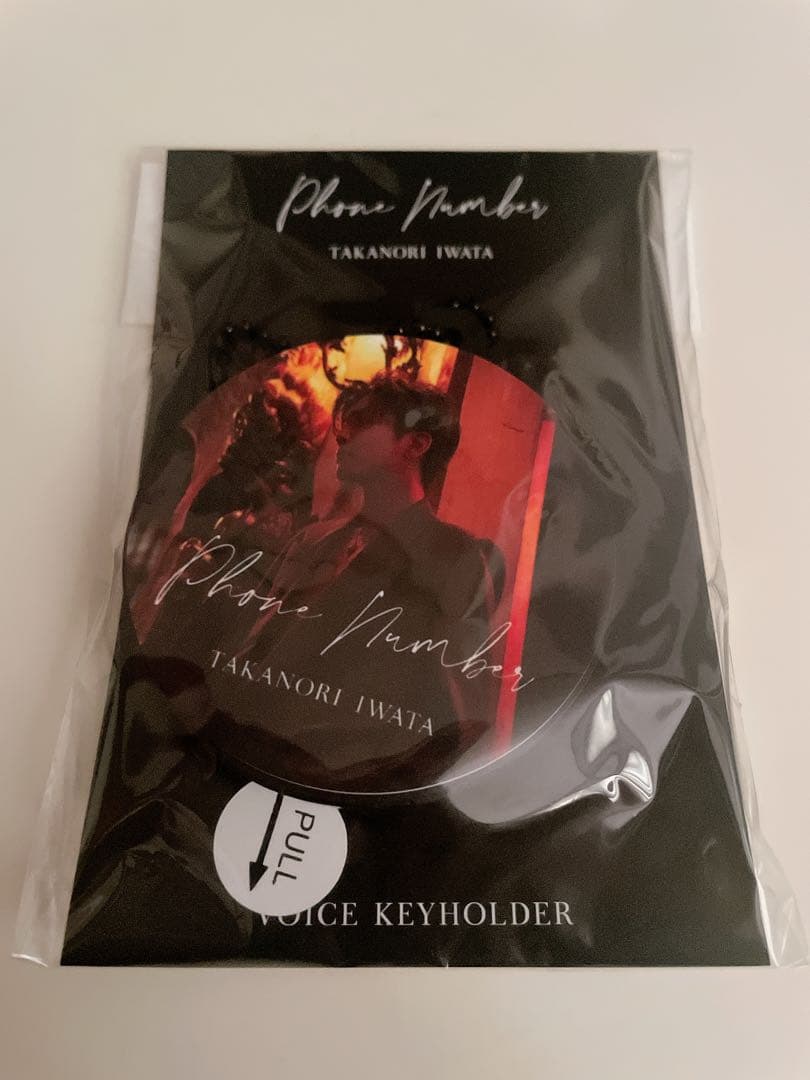 Phone Number
TAKANORI IWATA
Phone Number
TAKANORI IWATA
PULL
VOICE KEYHOLDER